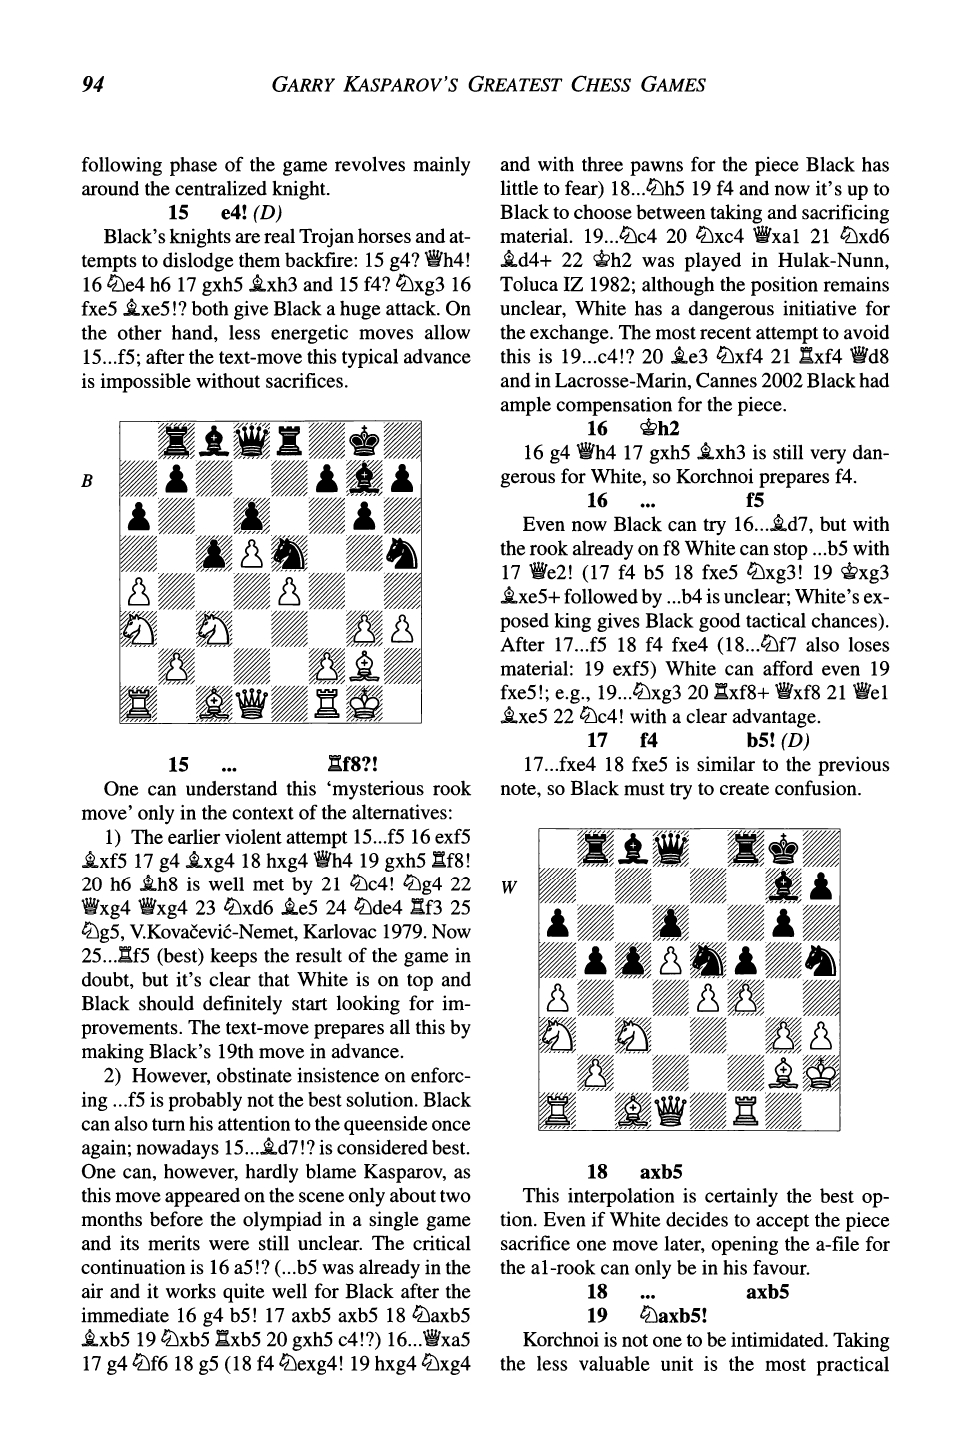 94
GARRY KASPAROV'S GREATEST CHESS GAMES
following phase of the game revolves mainly
around the centralized knight.
15 e4! (D)
Black's knights are real Trojan horses and at-
tempts to dislodge them backfire: 15 g4? ♕h4!
16 ♘e4 h6 17 gxh5 ♗xh3 and 15 f4? ♘xg3 16
fxe5 ♗xe5!? both give Black a huge attack. On
the other hand, less energetic moves allow
15...f5; after the text-move this typical advance
is impossible without sacrifices.
B
15 ... ♖f8?!
One can understand this ‘mysterious rook
move’ only in the context of the alternatives:
1) The earlier violent attempt 15...f5 16 exf5
♗xf5 17 g4 ♗xg4 18 hxg4 ♕h4 19 gxh5 ♖f8!
20 h6 ♗h8 is well met by 21 ♘c4! ♘g4 22
♕xg4 ♕xg4 23 ♘xd6 ♗e5 24 ♘de4 ♖f3 25
♘g5, V.Kovačević-Nemet, Karlovac 1979. Now
25...♖f5 (best) keeps the result of the game in
doubt, but it's clear that White is on top and
Black should definitely start looking for im-
provements. The text-move prepares all this by
making Black's 19th move in advance.
2) However, obstinate insistence on enforc-
ing ...f5 is probably not the best solution. Black
can also turn his attention to the queenside once
again; nowadays 15...♗d7!? is considered best.
One can, however, hardly blame Kasparov, as
this move appeared on the scene only about two
months before the olympiad in a single game
and its merits were still unclear. The critical
continuation is 16 a5!? (...b5 was already in the
air and it works quite well for Black after the
immediate 16 g4 b5! 17 axb5 axb5 18 ♘axb5
♗xb5 19 ♘xb5 ♖xb5 20 gxh5 c4!?) 16...♕xa5
17 g4 ♘f6 18 g5 (18 f4 ♘exg4! 19 hxg4 ♘xg4
and with three pawns for the piece Black has
little to fear) 18...♘h5 19 f4 and now it's up to
Black to choose between taking and sacrificing
material. 19...♘c4 20 ♘xc4 ♕xa1 21 ♘xd6
♗d4+ 22 ♔h2 was played in Hulak-Nunn,
Toluca IZ 1982; although the position remains
unclear, White has a dangerous initiative for
the exchange. The most recent attempt to avoid
this is 19...c4!? 20 ♗e3 ♘xf4 21 ♖xf4 ♕d8
and in Lacrosse-Marin, Cannes 2002 Black had
ample compensation for the piece.
16 ♔h2
16 g4 ♕h4 17 gxh5 ♗xh3 is still very dan-
gerous for White, so Korchnoi prepares f4.
16 ... f5
Even now Black can try 16...♗d7, but with
the rook already on f8 White can stop ...b5 with
17 ♕e2! (17 f4 b5 18 fxe5 ♘xg3! 19 ♔xg3
♗xe5+ followed by ...b4 is unclear; White's ex-
posed king gives Black good tactical chances).
After 17...f5 18 f4 fxe4 (18...♘f7 also loses
material: 19 exf5) White can afford even 19
fxe5!; e.g., 19...♘xg3 20 ♖xf8+ ♕xf8 21 ♕e1
♗xe5 22 ♘c4! with a clear advantage.
17 f4 b5! (D)
17...fxe4 18 fxe5 is similar to the previous
note, so Black must try to create confusion.
W
18 axb5
This interpolation is certainly the best op-
tion. Even if White decides to accept the piece
sacrifice one move later, opening the a-file for
the a1-rook can only be in his favour.
18 ... axb5
19 ♘axb5!
Korchnoi is not one to be intimidated. Taking
the less valuable unit is the most practical